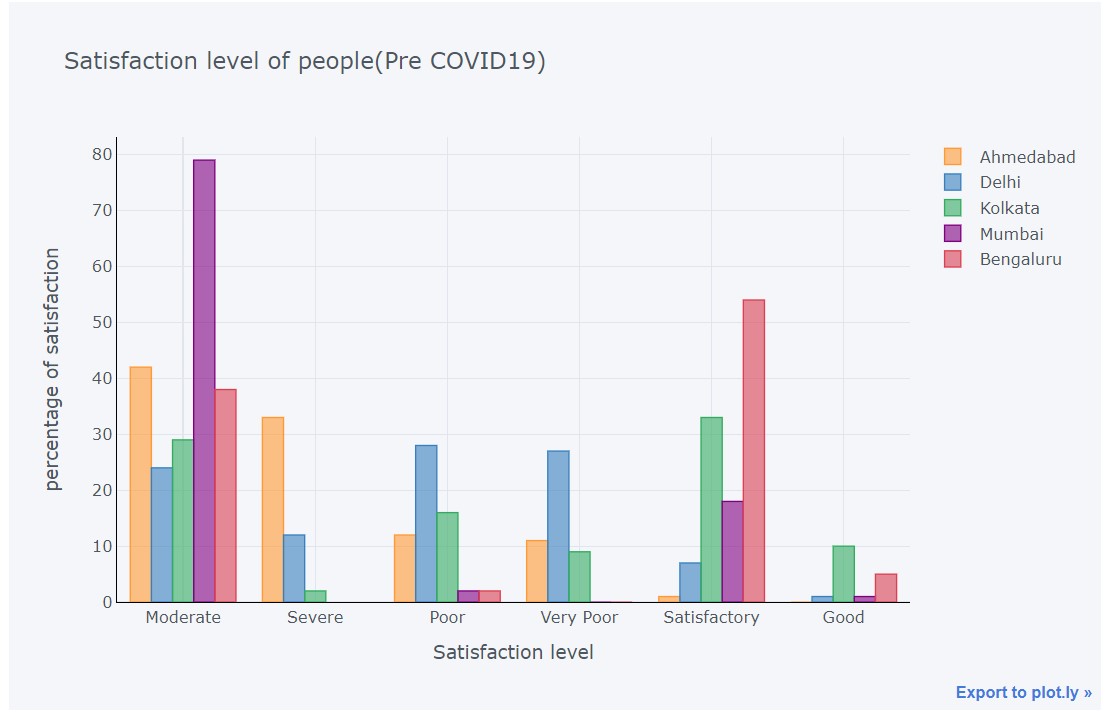 Satisfaction level of people(Pre COVID19)
Ahmedabad
Delhi
Kolkata
Mumbai
Bengaluru
percentage of satisfaction
80
70
60
50
40
30
20
10
0
Moderate Severe Poor Very Poor Satisfactory Good
Satisfaction level
Export to plot.ly »